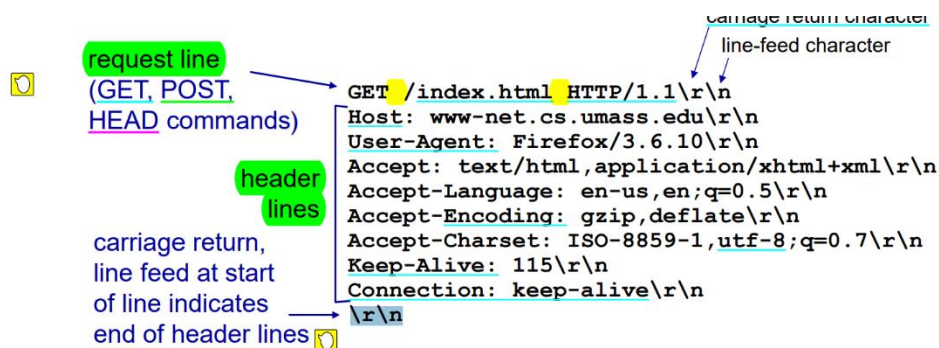 carriage return character
line-feed character
request line
(GET, POST,
HEAD commands)
header
lines
carriage return,
line feed at start
of line indicates
end of header lines
GET /index.html HTTP/1.1\r\n
Host: www-net.cs.umass.edu\r\n
User-Agent: Firefox/3.6.10\r\n
Accept: text/html,application/xhtml+xml\r\n
Accept-Language: en-us,en;q=0.5\r\n
Accept-Encoding: gzip,deflate\r\n
Accept-Charset: ISO-8859-1,utf-8;q=0.7\r\n
Keep-Alive: 115\r\n
Connection: keep-alive\r\n
\r\n